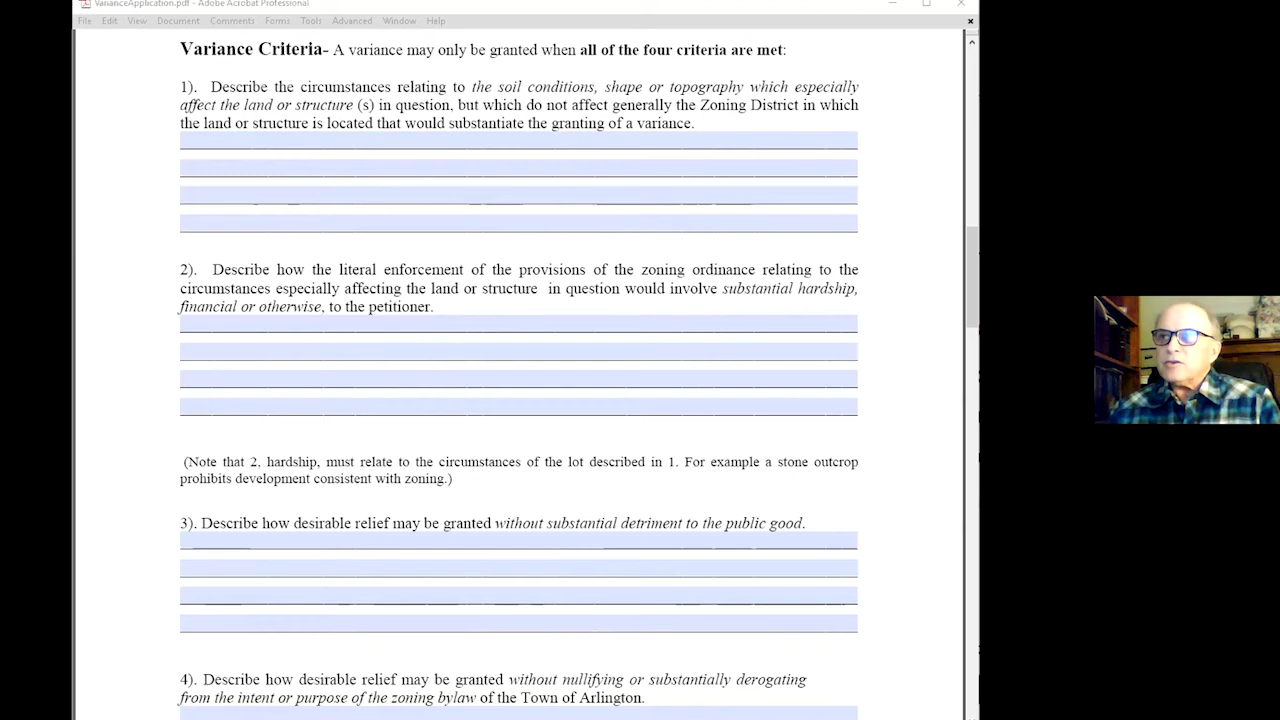 VarianceApplication.pdf - Adobe Acrobat Professional
File Edit View Document Comments Forms Tools Advanced Window Help
Variance Criteria- A variance may only be granted when all of the four criteria are met:
1). Describe the circumstances relating to the soil conditions, shape or topography which especially
affect the land or structure (s) in question, but which do not affect generally the Zoning District in which
the land or structure is located that would substantiate the granting of a variance.
2). Describe how the literal enforcement of the provisions of the zoning ordinance relating to the
circumstances especially affecting the land or structure in question would involve substantial hardship,
financial or otherwise, to the petitioner.
(Note that 2, hardship, must relate to the circumstances of the lot described in 1. For example a stone outcrop
prohibits development consistent with zoning.)
3). Describe how desirable relief may be granted without substantial detriment to the public good.
4). Describe how desirable relief may be granted without nullifying or substantially derogating
from the intent or purpose of the zoning bylaw of the Town of Arlington.